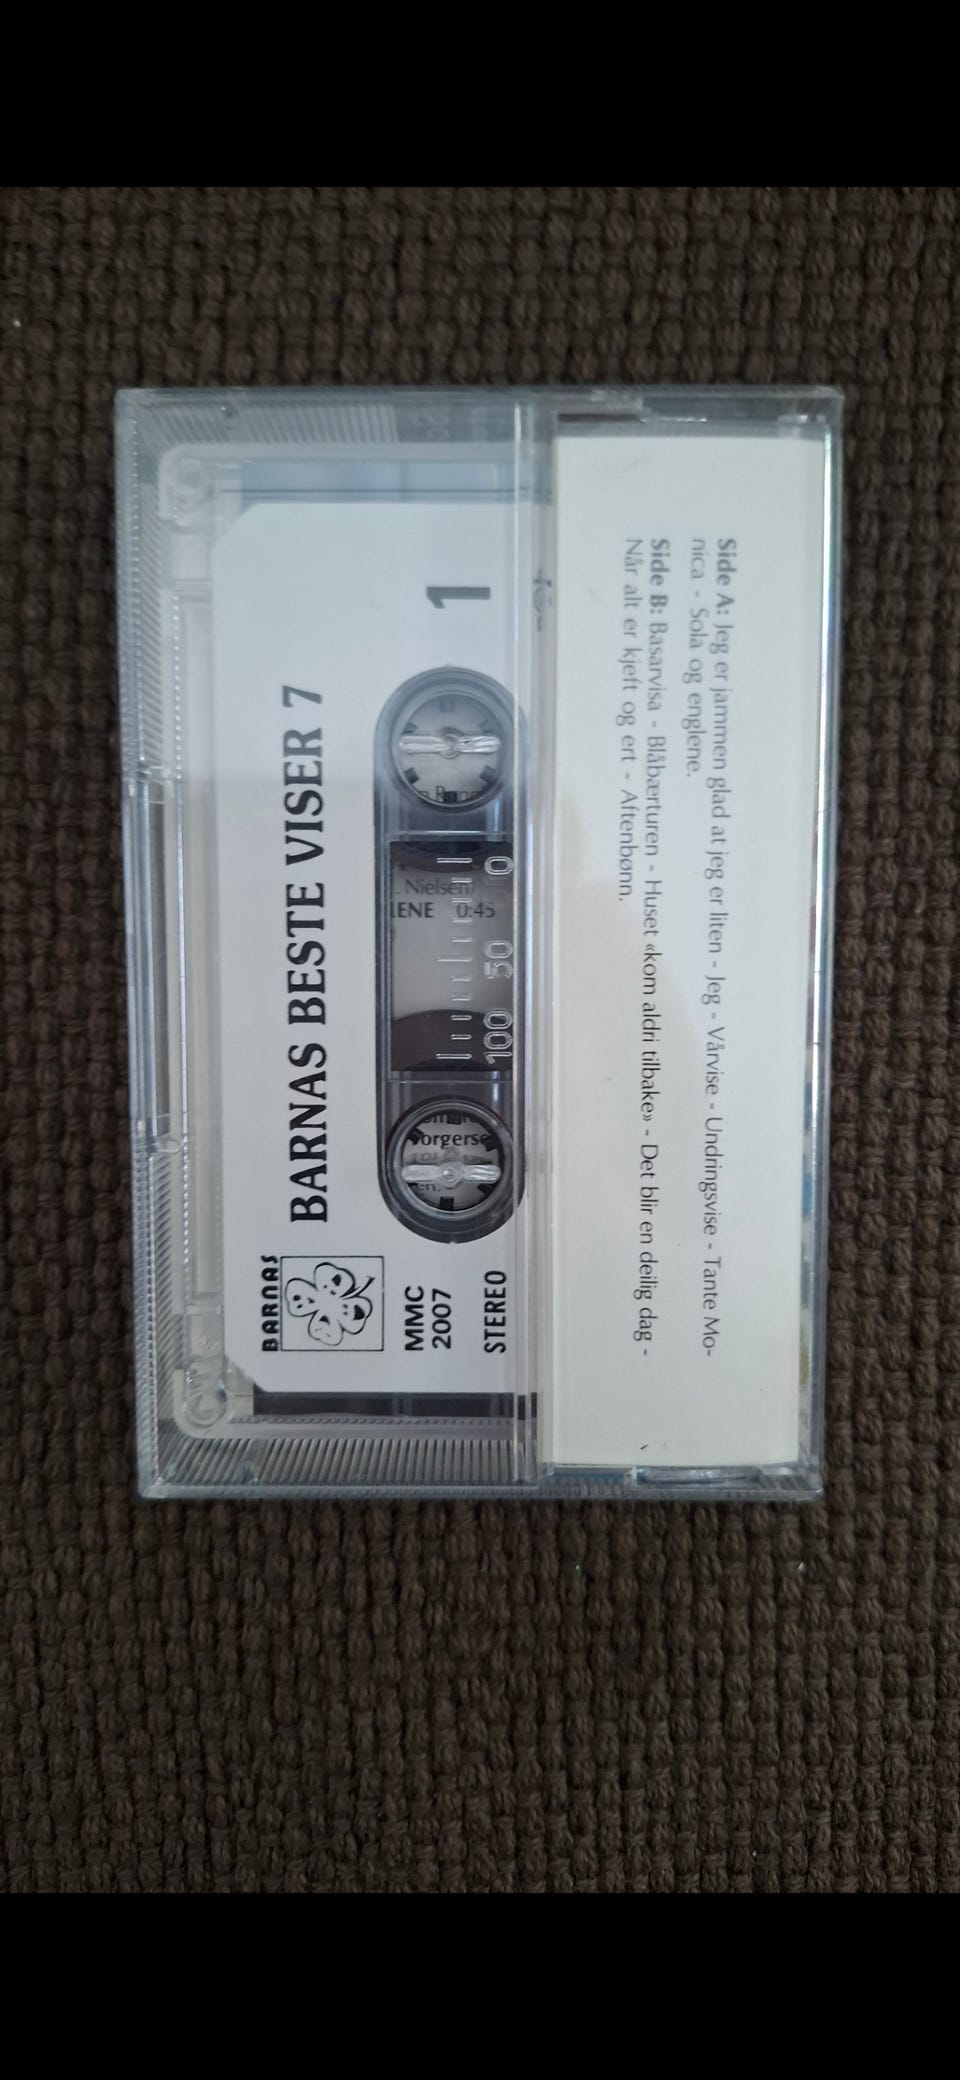 Side A: Jeg er jammen glad at jeg er liten - Jeg - Vårvise - Undringsvise - Tante Mo-
nica - Sola og englene.
Side B: Basarvisa - Blåbærturen - Huset «kom aldri tilbake» - Det blir en deilig dag -
Når alt er kjeft og ert - Aftenbønn.
BARNAS BESTE VISER 7
1
BARNAS
MMC
2007
STEREO
100 50 0
. Nielsen/
LENE 0:45
orgerse